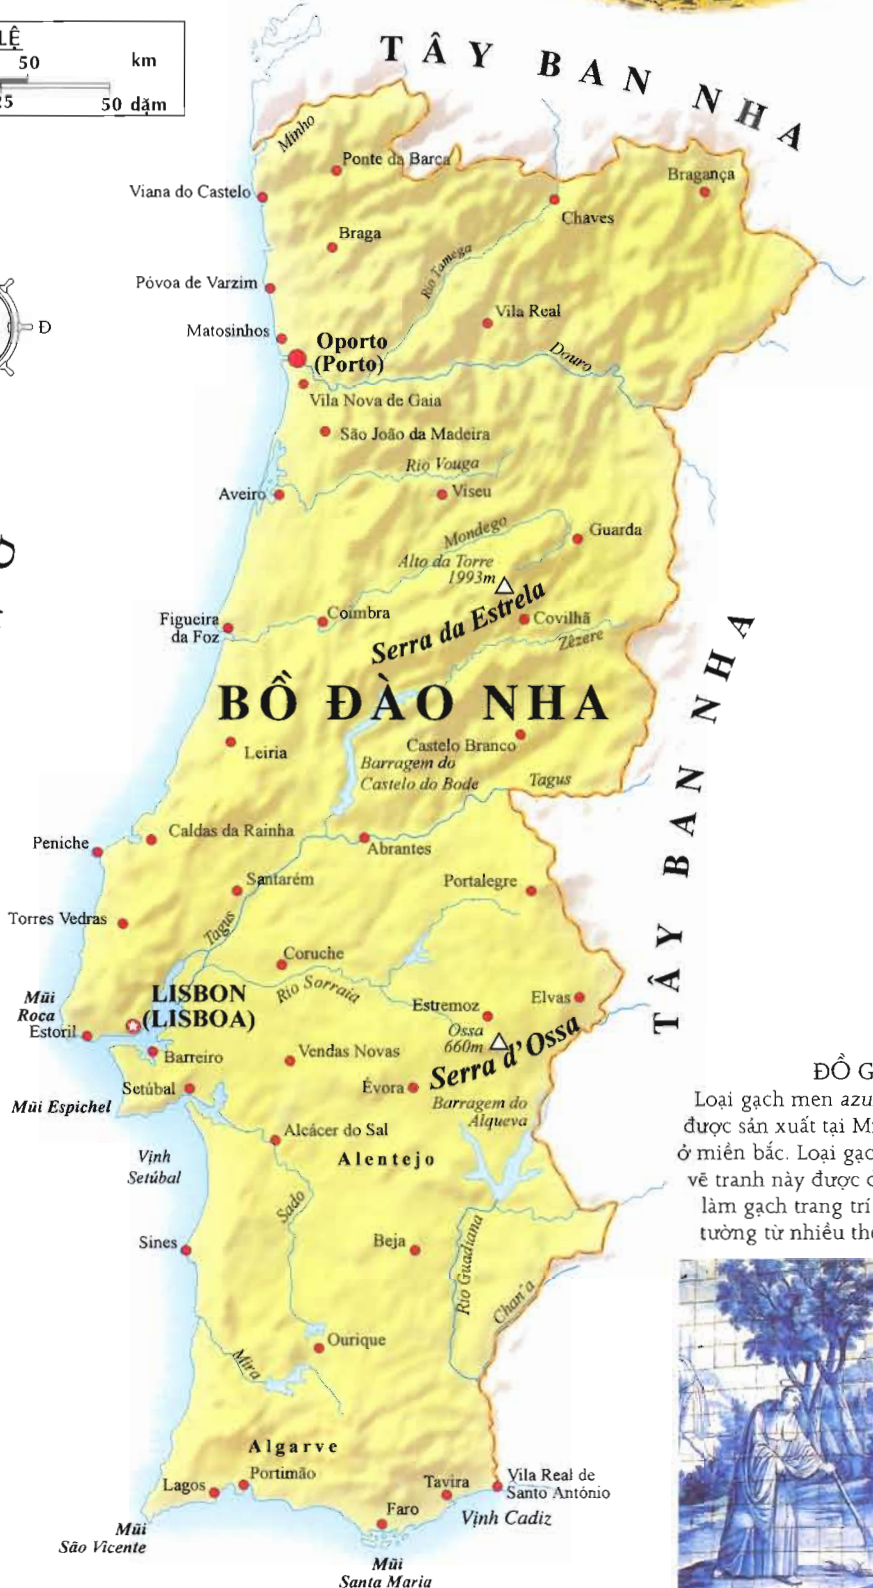 LỆ
50 km
25 50 dặm
TÂY BAN NHA
Minho
Ponte da Barca
Bragança
Viana do Castelo
Chaves
Braga
Rio Tamega
Póvoa de Varzim
Vila Real
Đ
Matosinhos
Oporto
(Porto)
Douro
Vila Nova de Gaia
São João da Madeira
Rio Vouga
Aveiro
Viseu
Mondego
Guarda
Alto da Torre
1993m
Serra da Estrela
Coimbra
Covilhã
Figueira
da Foz
Zêzere
BỒ ĐÀO NHA
TÂY BAN NHA
Leiria
Castelo Branco
Barragem do
Castelo do Bode
Tagus
Caldas da Rainha
Peniche
Abrantes
Santarém
Portalegre
Torres Vedras
Tagus
Coruche
Rio Sorraia
Mũi
Roca
LISBON
(LISBOA)
Estremoz
Elvas
Estoril
Ossa
660m
Serra d'Ossa
Barreiro
Vendas Novas
Setúbal
Évora
Mũi Espichel
Barragem do
Alqueva
Alcácer do Sal
Vịnh
Setúbal
Alentejo
Sado
Sines
Beja
Rio Guadiana
Chan'a
Ourique
Mira
Algarve
Portimão
Lagos
Tavira
Vila Real de
Santo António
Faro
Vịnh Cadiz
Mũi
São Vicente
Mũi
Santa Maria
ĐỒ G
Loại gạch men azu
được sản xuất tại Mi
ở miền bắc. Loại gạc
vẽ tranh này được c
làm gạch trang trí
tường từ nhiều thế